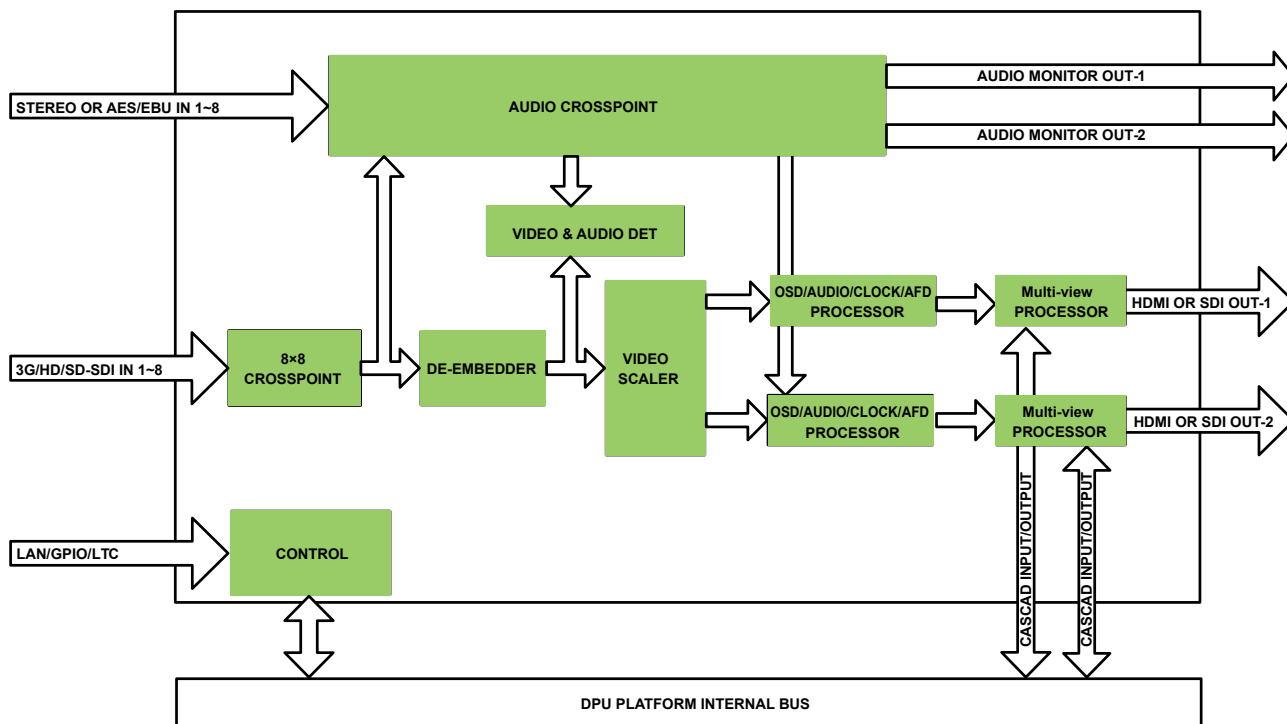 AUDIO MONITOR OUT-1
STEREO OR AES/EBU IN 1~8
AUDIO CROSSPOINT
AUDIO MONITOR OUT-2
VIDEO & AUDIO DET
OSD/AUDIO/CLOCK/AFD
PROCESSOR
Multi-view
PROCESSOR
HDMI OR SDI OUT-1
3G/HD/SD-SDI IN 1~8
8×8
CROSSPOINT
DE-EMBEDDER
VIDEO
SCALER
OSD/AUDIO/CLOCK/AFD
PROCESSOR
Multi-view
PROCESSOR
HDMI OR SDI OUT-2
LAN/GPIO/LTC
CONTROL
CASCAD INPUT/OUTPUT
CASCAD INPUT/OUTPUT
DPU PLATFORM INTERNAL BUS